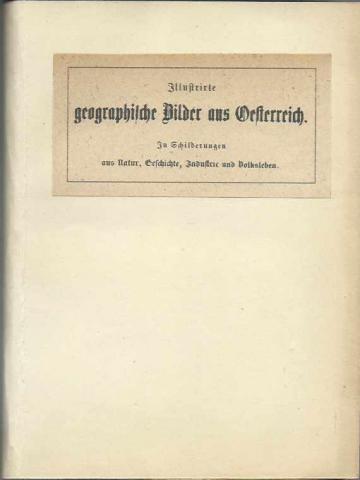 Illustrirte
geographische Bilder aus Oesterreich.
In Schilderungen
aus Natur, Geschichte, Industrie und Volksleben.